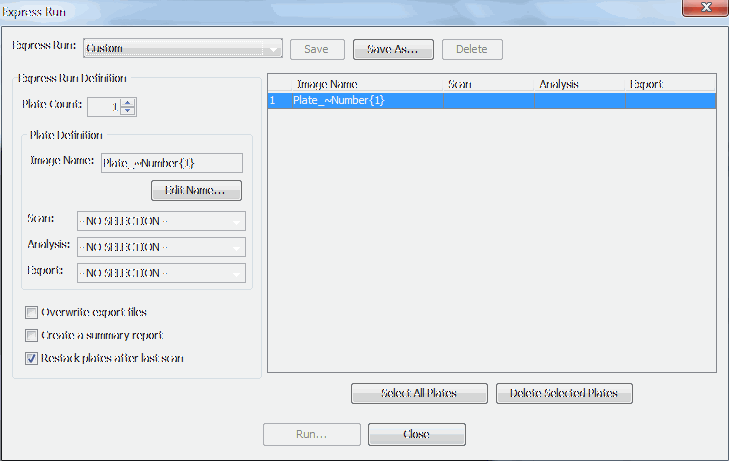 Express Run
Express Run: Custom Save Save As... Delete
Express Run Definition
Plate Count: 1
Plate Definition
Image Name: Plate_~Number{1}
Edit Name...
Scan: --NO SELECTION--
Analysis: --NO SELECTION--
Export: --NO SELECTION--
Overwrite export files
Create a summary report
Restack plates after last scan
Image Name Scan Analysis Export
1 Plate_~Number{1}
Select All Plates Delete Selected Plates
Run... Close